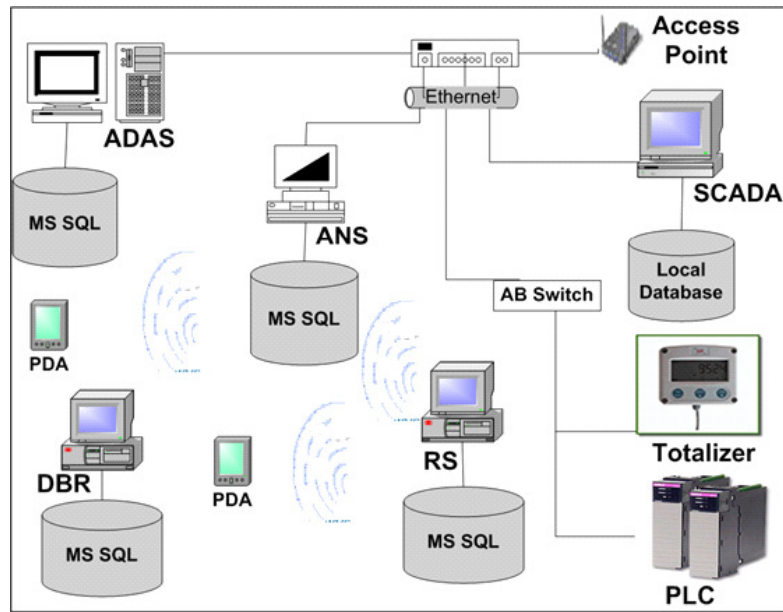 Access
Point
Ethernet
ADAS
SCADA
MS SQL
ANS
Local
Database
AB Switch
MS SQL
PDA
Totalizer
RS
DBR
PDA
MS SQL
MS SQL
PLC